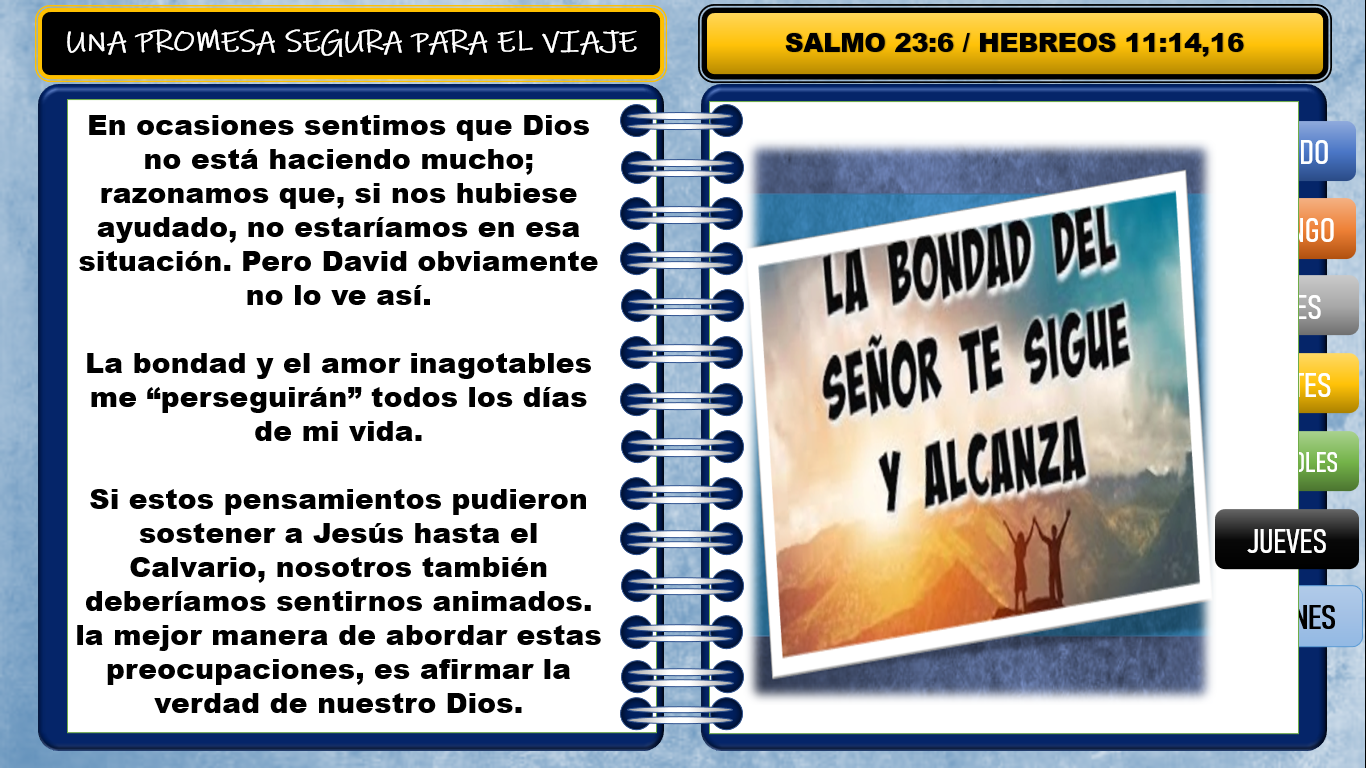 UNA PROMESA SEGURA PARA EL VIAJE
SALMO 23:6 / HEBREOS 11:14,16
En ocasiones sentimos que Dios
no está haciendo mucho;
razonamos que, si nos hubiese
ayudado, no estaríamos en esa
situación. Pero David obviamente
no lo ve así.
La bondad y el amor inagotables
me “perseguirán” todos los días
de mi vida.
Si estos pensamientos pudieron
sostener a Jesús hasta el
Calvario, nosotros también
deberíamos sentirnos animados.
la mejor manera de abordar estas
preocupaciones, es afirmar la
verdad de nuestro Dios.
LA BONDAD DEL
SEÑOR TE SIGUE
Y ALCANZA
DO
NGO
ES
TES
OLES
JUEVES
NES